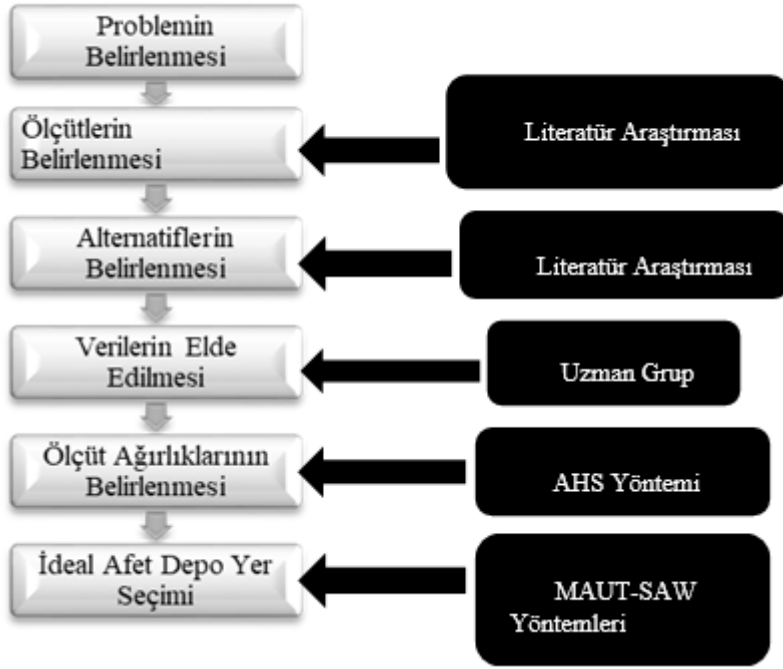 Problemin
Belirlenmesi
Ölçütlerin
Belirlenmesi
Literatür Araştırması
Alternatiflerin
Belirlenmesi
Literatür Araştırması
Verilerin Elde
Edilmesi
Uzman Grup
Ölçüt Ağırlıklarının
Belirlenmesi
AHS Yöntemi
İdeal Afet Depo Yer
Seçimi
MAUT-SAW
Yöntemleri